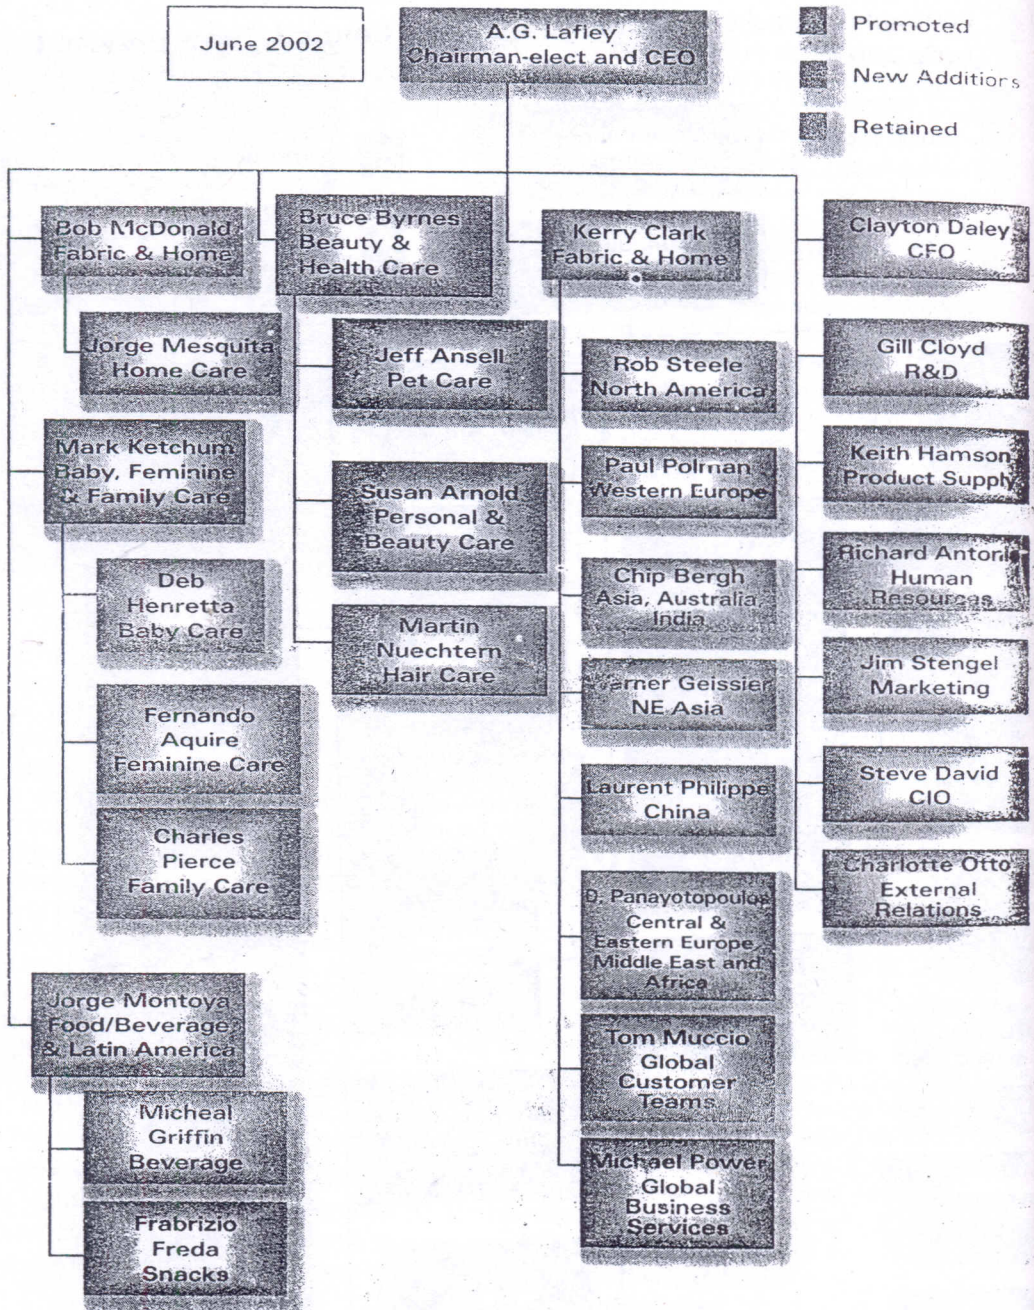 June 2002
A.G. Lafley
Chairman-elect and CEO
Promoted
New Additions
Retained
Bob McDonald
Fabric & Home
Jorge Mesquita
Home Care
Mark Ketchum
Baby, Feminine
& Family Care
Deb
Henretta
Baby Care
Fernando
Aquire
Feminine Care
Charles
Pierce
Family Care
Jorge Montoya
Food/Beverage
& Latin America
Micheal
Griffin
Beverage
Frabrizio
Freda
Snacks
Bruce Byrnes
Beauty &
Health Care
Jeff Ansell
Pet Care
Susan Arnold
Personal &
Beauty Care
Martin
Nuechtern
Hair Care
Kerry Clark
Fabric & Home
Rob Steele
North America
Paul Polman
Western Europe
Chip Bergh
Asia, Australia,
India
Geissier
NE Asia
Laurent Philippe
China
D. Panayotopoulos
Central &
Eastern Europe
Middle East and
Africa
Tom Muccio
Global
Customer
Teams
Michael Power
Global
Business
Services
Clayton Daley
CFO
Gill Cloyd
R&D
Keith Hamson
Product Supply
Richard
Human
Resources
Jim Stengel
Marketing
Steve David
CIO
Charlotte Otto
External
Relations